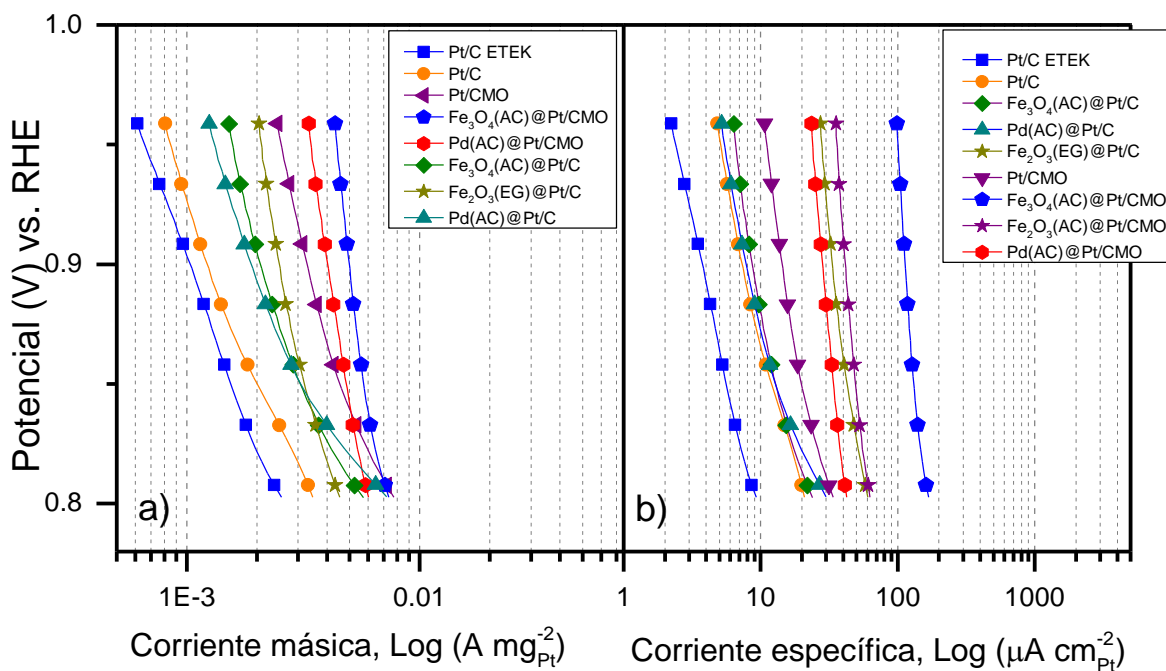 Potencial (V) vs. RHE
1.0
0.9
0.8
Pt/C ETEK
Pt/C
Pt/CMO
Fe₃O₄(AC)@Pt/CMO
Pd(AC)@Pt/CMO
Fe₃O₄(AC)@Pt/C
Fe₂O₃(EG)@Pt/C
Pd(AC)@Pt/C
a)
1E-3 0.01
Corriente másica, Log (A mg⁻²Pt)
Pt/C ETEK
Pt/C
Fe₃O₄(AC)@Pt/C
Pd(AC)@Pt/C
Fe₂O₃(EG)@Pt/C
Pt/CMO
Fe₃O₄(AC)@Pt/CMO
Fe₂O₃(AC)@Pt/CMO
Pd(AC)@Pt/CMO
b)
1 10 100 1000
Corriente específica, Log (μA cm⁻²Pt)